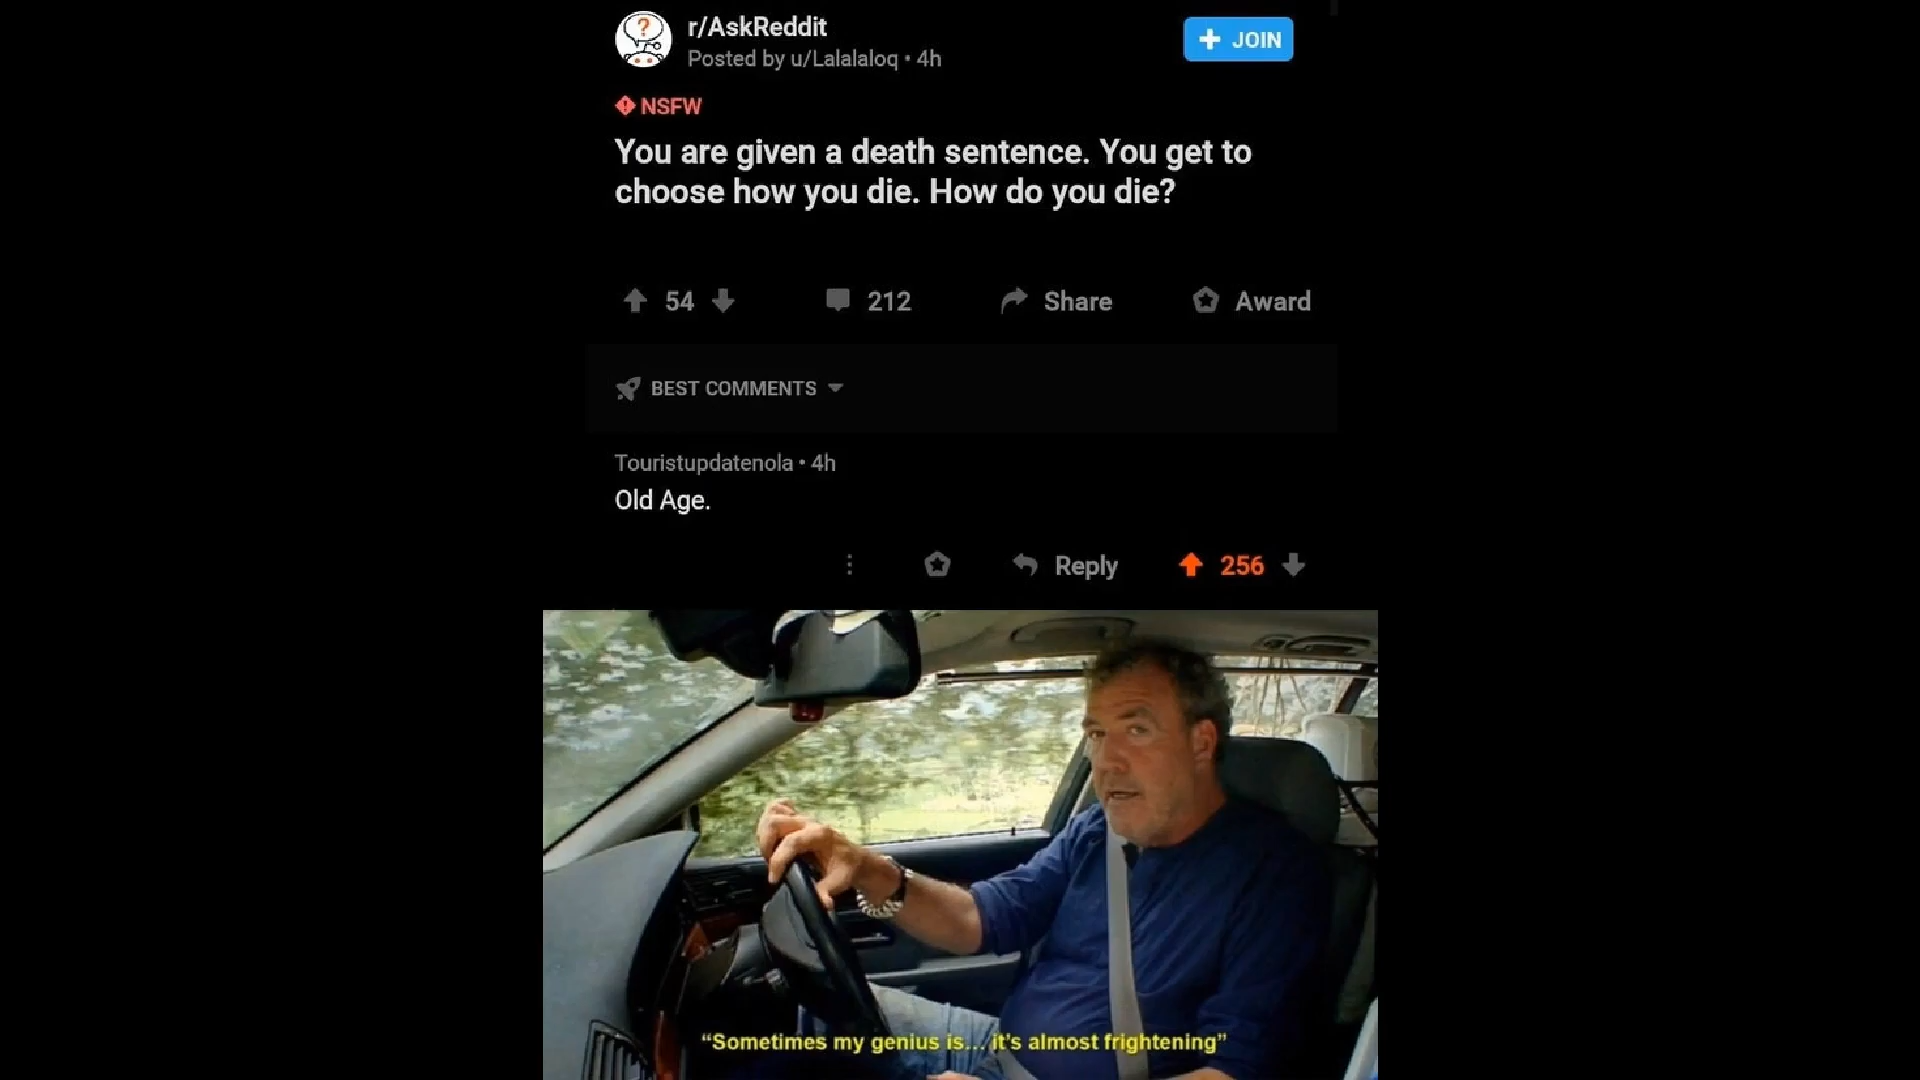 r/AskReddit
Posted by u/Lalalaloq • 4h
+ JOIN
NSFW
You are given a death sentence. You get to
choose how you die. How do you die?
54
212
Share
Award
BEST COMMENTS
Touristupdatenola • 4h
Old Age.
Reply
256
“Sometimes my genius is... it's almost frightening”